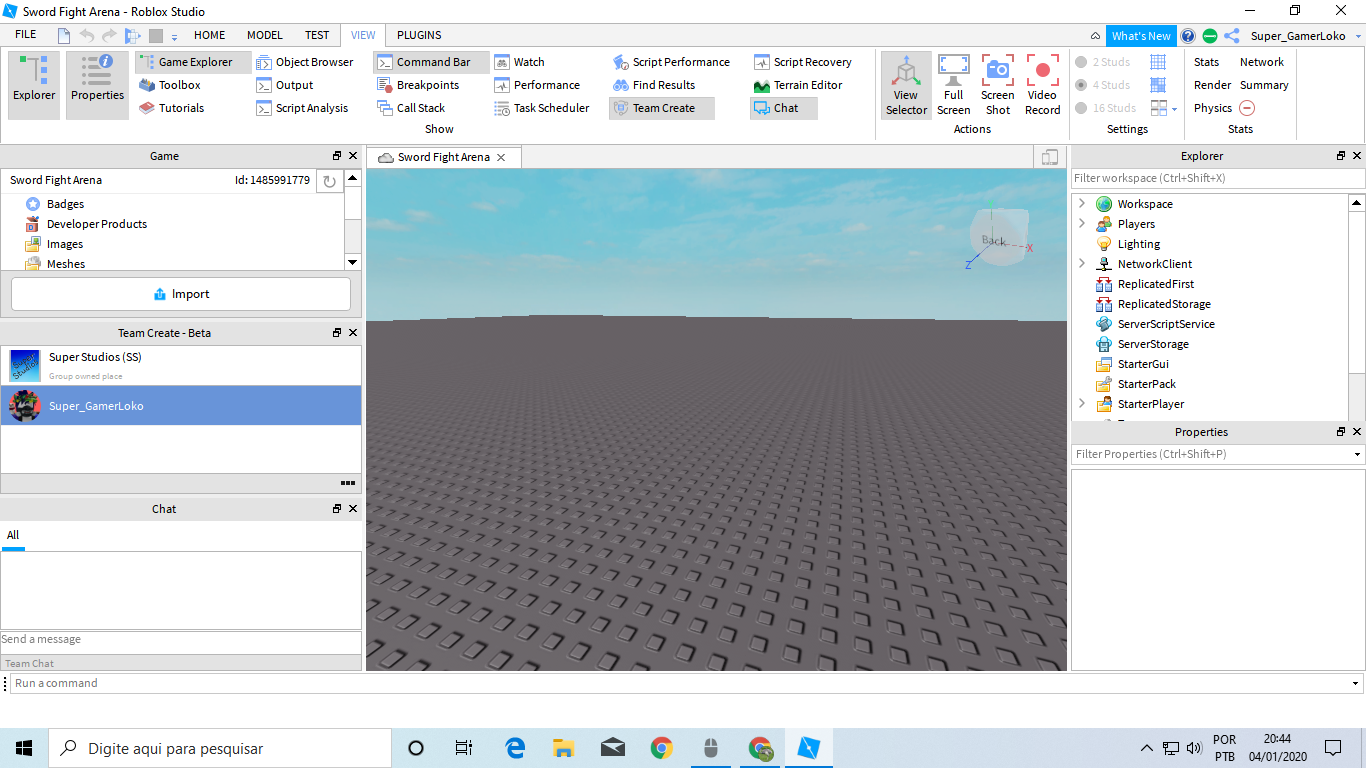 Sword Fight Arena - Roblox Studio
FILE HOME MODEL TEST VIEW PLUGINS What's New Super_GamerLoko
Explorer
Properties
Game Explorer
Toolbox
Tutorials
Object Browser
Output
Script Analysis
Command Bar
Breakpoints
Call Stack
Watch
Performance
Task Scheduler
Script Performance
Find Results
Team Create
Script Recovery
Terrain Editor
Chat
Show
View
Selector
Full
Screen
Screen
Shot
Video
Record
Actions
2 Studs
4 Studs
16 Studs
Settings
Stats Network
Render Summary
Physics
Stats
Game
Sword Fight Arena Id: 1485991779
Badges
Developer Products
Images
Meshes
Import
Team Create - Beta
Super Studios
Super Studios (SS)
Group owned place
Super_GamerLoko
Chat
All
Send a message
Team Chat
Run a command
Sword Fight Arena
Back
X
Z
Explorer
Filter workspace (Ctrl+Shift+X)
Workspace
Players
Lighting
NetworkClient
ReplicatedFirst
ReplicatedStorage
ServerScriptService
ServerStorage
StarterGui
StarterPack
StarterPlayer
Properties
Filter Properties (Ctrl+Shift+P)
Digite aqui para pesquisar
POR
PTB
20:44
04/01/2020